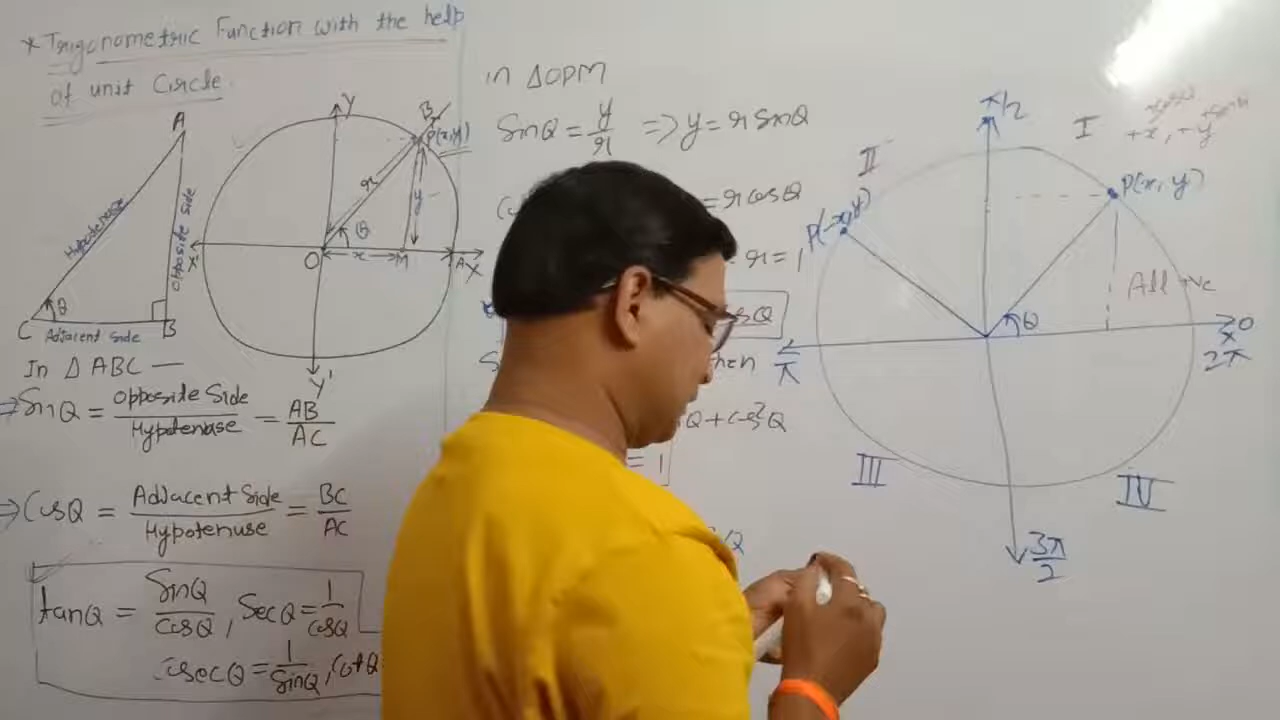 * Trigonometric Function with the help
of unit Circle.
A
Hypotenuse
Opposite Side
θ
C Adjacent Side B
Y
B
P(x,y)
r
y
θ
X' O x M A X
Y'
In Δ ABC —
⇒ SinQ = Opposite Side / Hypotenuse = AB / AC
⇒ CosQ = Adjacent Side / Hypotenuse = BC / AC
tanQ = SinQ / CosQ, SecQ = 1 / CosQ
CosecQ = 1 / SinQ, CotQ
in ΔOPM
SinQ = y / r ⇒ y = r SinQ
= r cosQ
r = 1
Q + Cos²Q
= 1
π/2
I
+x, +y
II
P(x, y)
P(-x, y)
All +ve
θ
0
X
2π
π
III
IV
3π / 2